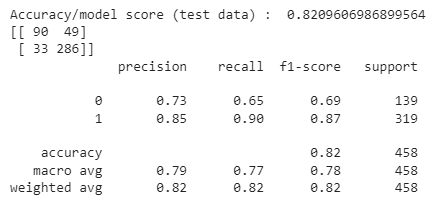 Accuracy/model score (test data) :  0.8209606986899564
[[ 90  49]
 [ 33 286]]
              precision    recall  f1-score   support

           0       0.73      0.65      0.69       139
           1       0.85      0.90      0.87       319

    accuracy                           0.82       458
   macro avg       0.79      0.77      0.78       458
weighted avg       0.82      0.82      0.82       458